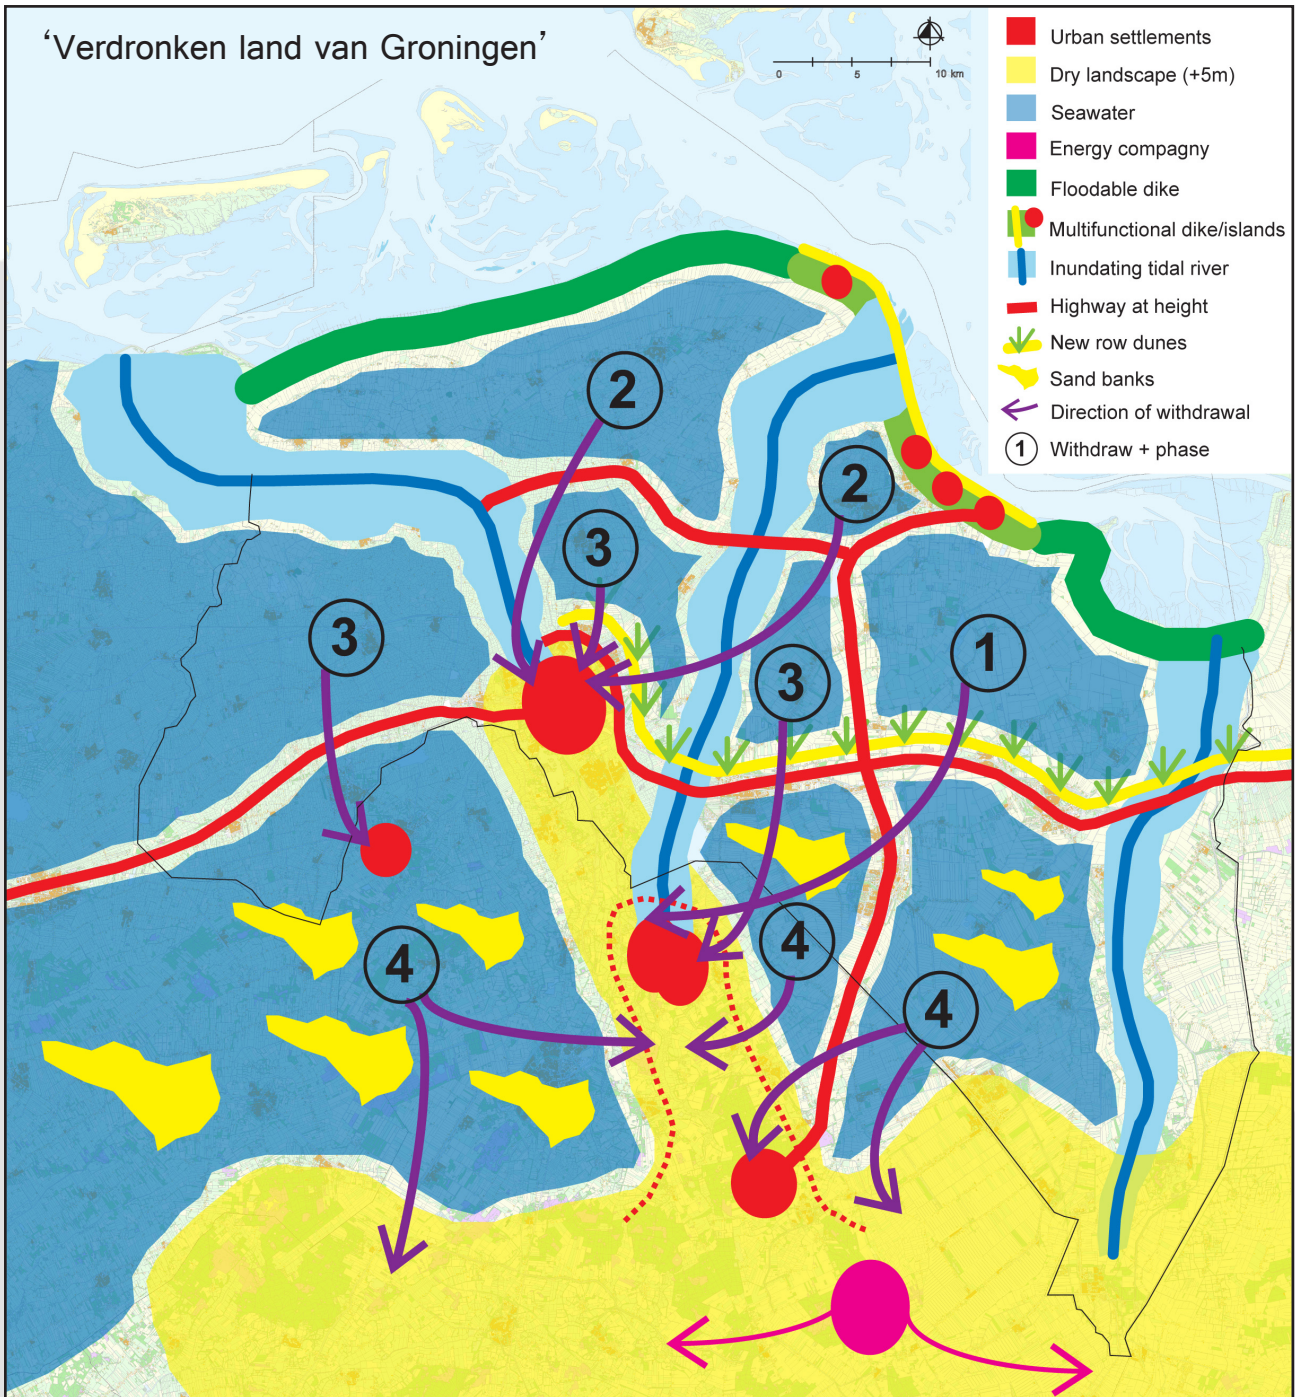 ‘Verdronken land van Groningen’
0 5 10 km
Urban settlements
Dry landscape (+5m)
Seawater
Energy compagny
Floodable dike
Multifunctional dike/islands
Inundating tidal river
Highway at height
New row dunes
Sand banks
Direction of withdrawal
1 Withdraw + phase
2
2
3
3
1
3
4
4
4